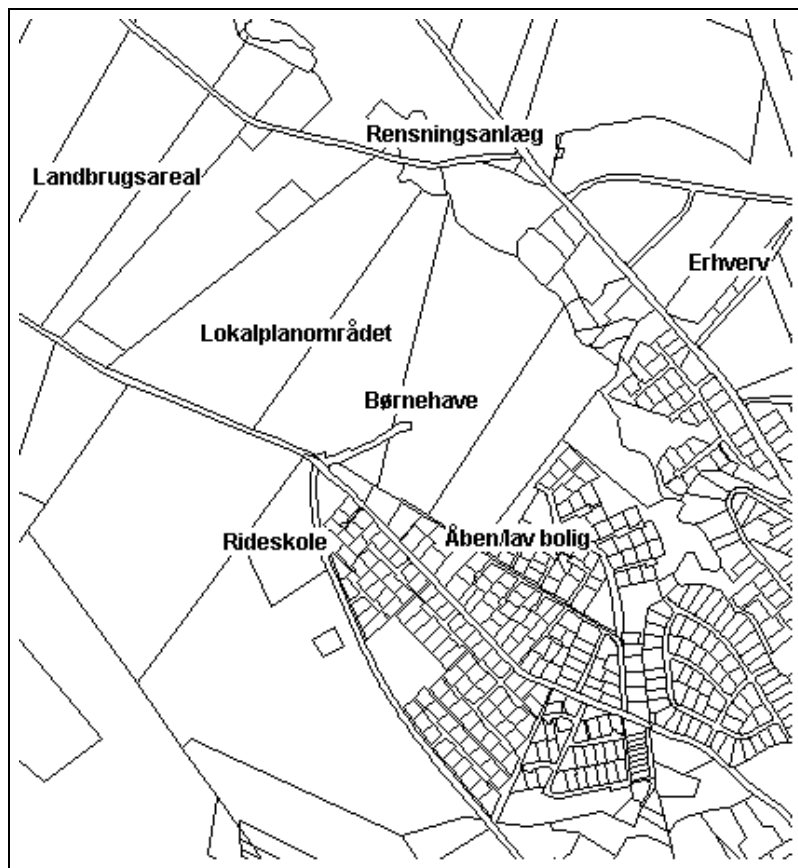 Rensningsanlæg
Landbrugsareal
Erhverv
Lokalplanområdet
Børnehave
Rideskole
Åben/lav bolig